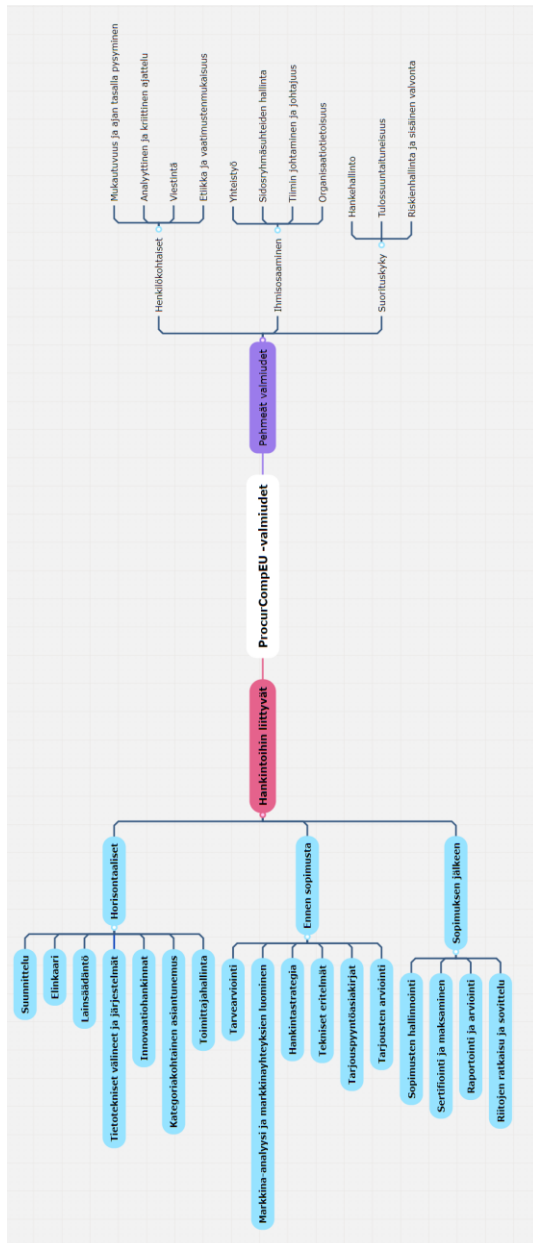 ProcurCompEU -valmiudet
Hankintoihin liittyvät
Horisontaaliset
Suunnittelu
Elinkaari
Lainsäädäntö
Tietotekniset välineet ja järjestelmät
Innovaatiohankinnat
Kategoriakohtainen asiantunemus
Toimittajahallinta
Ennen sopimusta
Tarvearviointi
Markkina-analyysi ja markkinayhteyksien luominen
Hankintastrategia
Tekniset eritelmät
Tarjouspyyntöasiakirjat
Tarjousten arviointi
Sopimuksen jälkeen
Sopimusten hallinnointi
Sertifiointi ja maksaminen
Raportointi ja arviointi
Riitojen ratkaisu ja sovittelu
Pehmeät valmiudet
Henkilökohtaiset
Mukautuvuus ja ajan tasalla pysyminen
Analyyttinen ja kriittinen ajattelu
Viestintä
Etiikka ja vaatimustenmukaisuus
Ihmisosaaminen
Yhteistyö
Sidosryhmäsuhteiden hallinta
Tiimin johtaminen ja johtajuus
Organisaatiotietoisuus
Suorituskyky
Hankehallinto
Tulossuuntaituneisuus
Riskienhallinta ja sisäinen valvonta